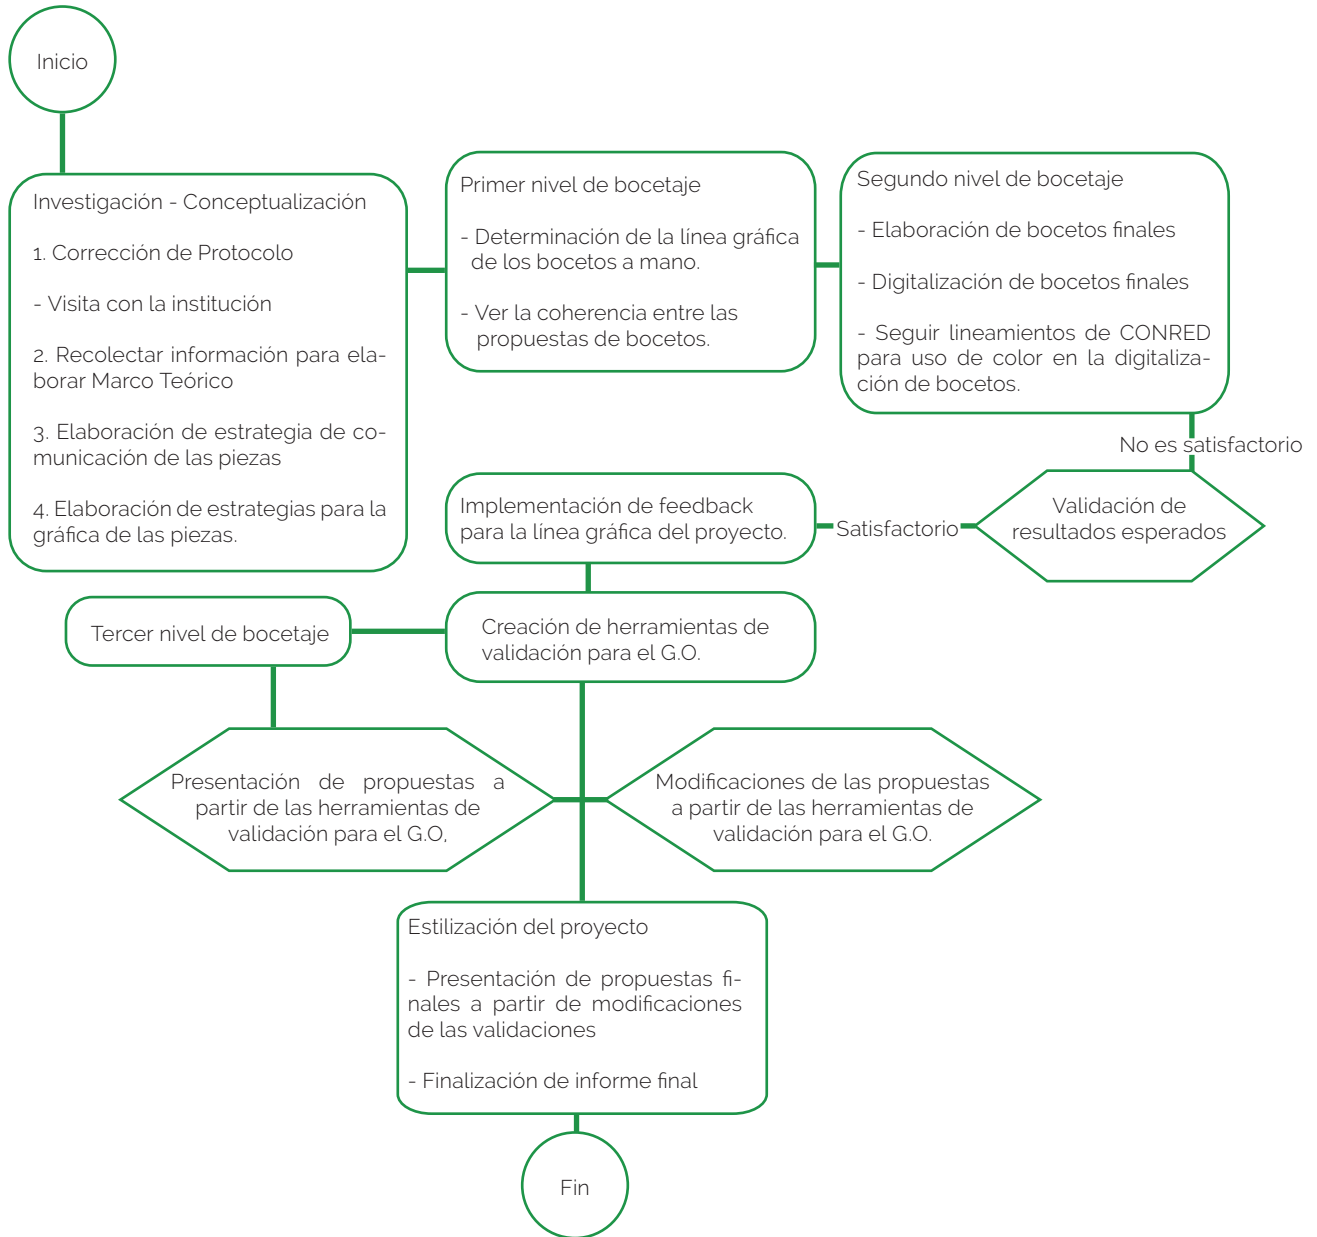 Inicio
Investigación - Conceptualización
1. Corrección de Protocolo
- Visita con la institución
2. Recolectar información para ela-
borar Marco Teórico
3. Elaboración de estrategia de co-
municación de las piezas
4. Elaboración de estrategias para la
gráfica de las piezas.
Primer nivel de bocetaje
- Determinación de la línea gráfica
de los bocetos a mano.
- Ver la coherencia entre las
propuestas de bocetos.
Segundo nivel de bocetaje
- Elaboración de bocetos finales
- Digitalización de bocetos finales
- Seguir lineamientos de CONRED
para uso de color en la digitaliza-
ción de bocetos.
No es satisfactorio
Validación de
resultados esperados
Satisfactorio
Implementación de feedback
para la línea gráfica del proyecto.
Creación de herramientas de
validación para el G.O.
Tercer nivel de bocetaje
Presentación de propuestas a
partir de las herramientas de
validación para el G.O,
Modificaciones de las propuestas
a partir de las herramientas de
validación para el G.O.
Estilización del proyecto
- Presentación de propuestas fi-
nales a partir de modificaciones
de las validaciones
- Finalización de informe final
Fin